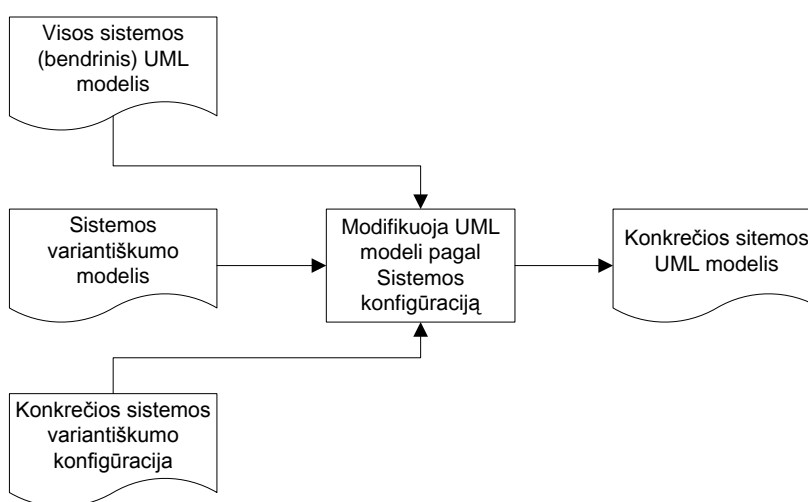 Visos sistemos
(bendrinis) UML
modelis
Sistemos
variantiškumo
modelis
Modifikuoja UML
modeli pagal
Sistemos
konfigūraciją
Konkrečios sitemos
UML modelis
Konkrečios sistemos
variantiškumo
konfigūracija